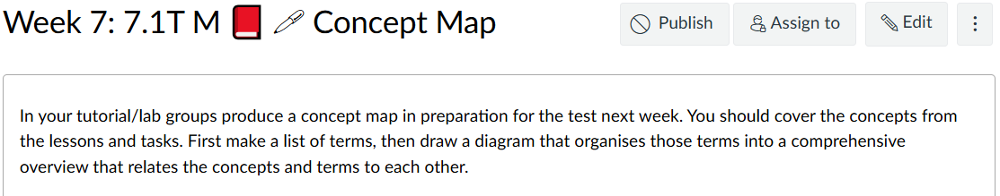 Week 7: 7.1T M 📕 🖊 Concept Map
Publish
Assign to
Edit
In your tutorial/lab groups produce a concept map in preparation for the test next week. You should cover the concepts from
the lessons and tasks. First make a list of terms, then draw a diagram that organises those terms into a comprehensive
overview that relates the concepts and terms to each other.